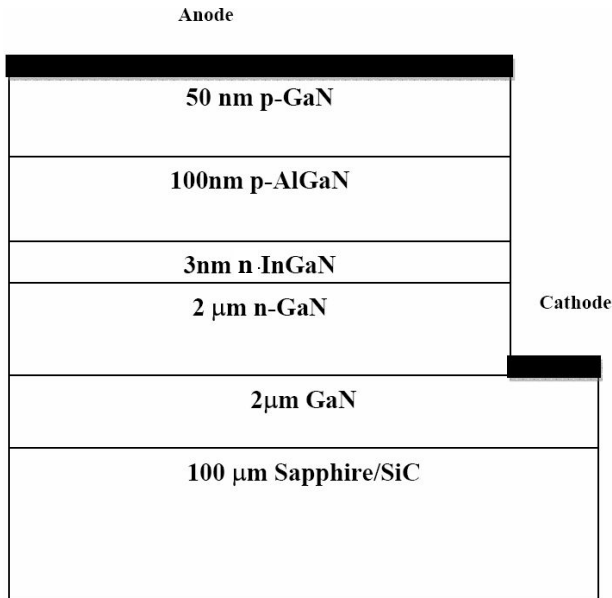 Anode
50 nm p-GaN
100nm p-AlGaN
3nm n-InGaN
2 μm n-GaN
Cathode
2μm GaN
100 μm Sapphire/SiC